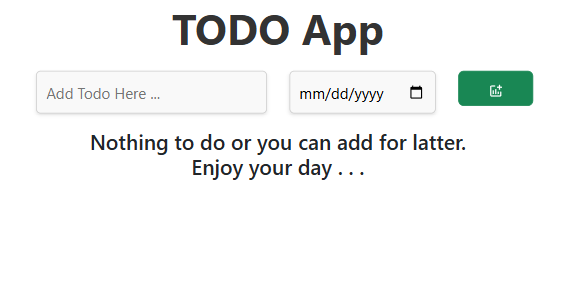 TODO App
Add Todo Here ...
mm/dd/yyyy
Nothing to do or you can add for latter.
Enjoy your day . . .